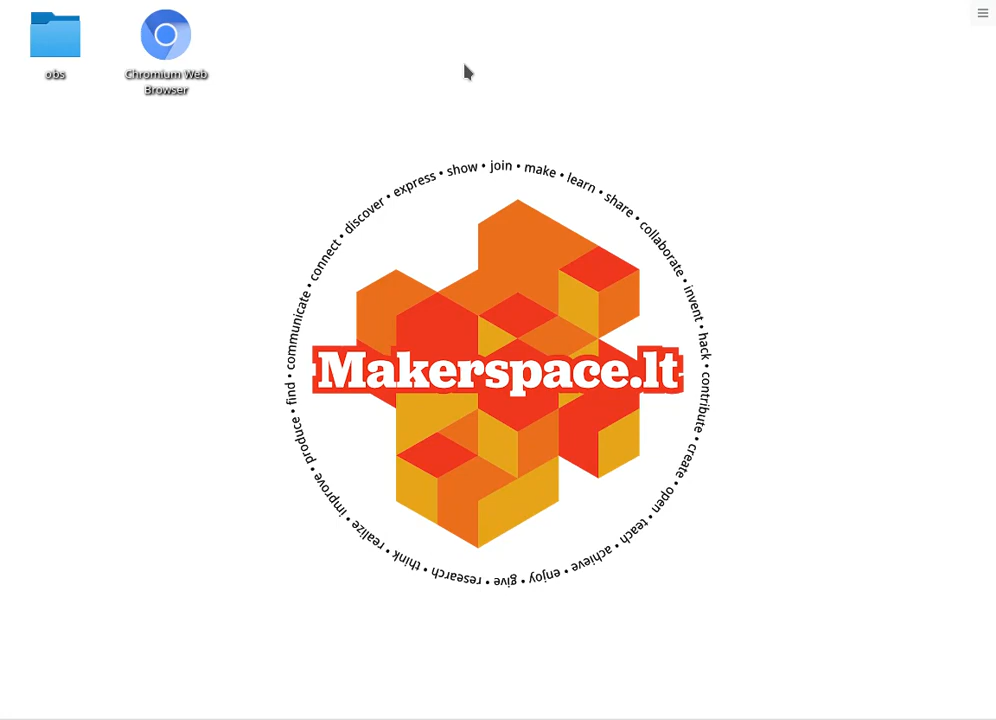 obs
Chromium Web
Browser
show • join • make • learn • share • collaborate • invent • hack • contribute • create • open • teach • achieve • enjoy • give • research • think • realize • improve • produce • find • communicate • connect • discover • express •
Makerspace.lt